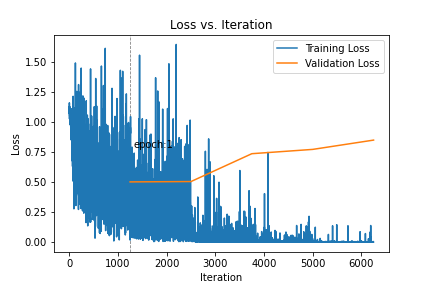 Loss vs. Iteration
Training Loss
Validation Loss
1.50
1.25
1.00
0.75
0.50
0.25
0.00
Loss
epoch:1
0
1000
2000
3000
4000
5000
6000
Iteration